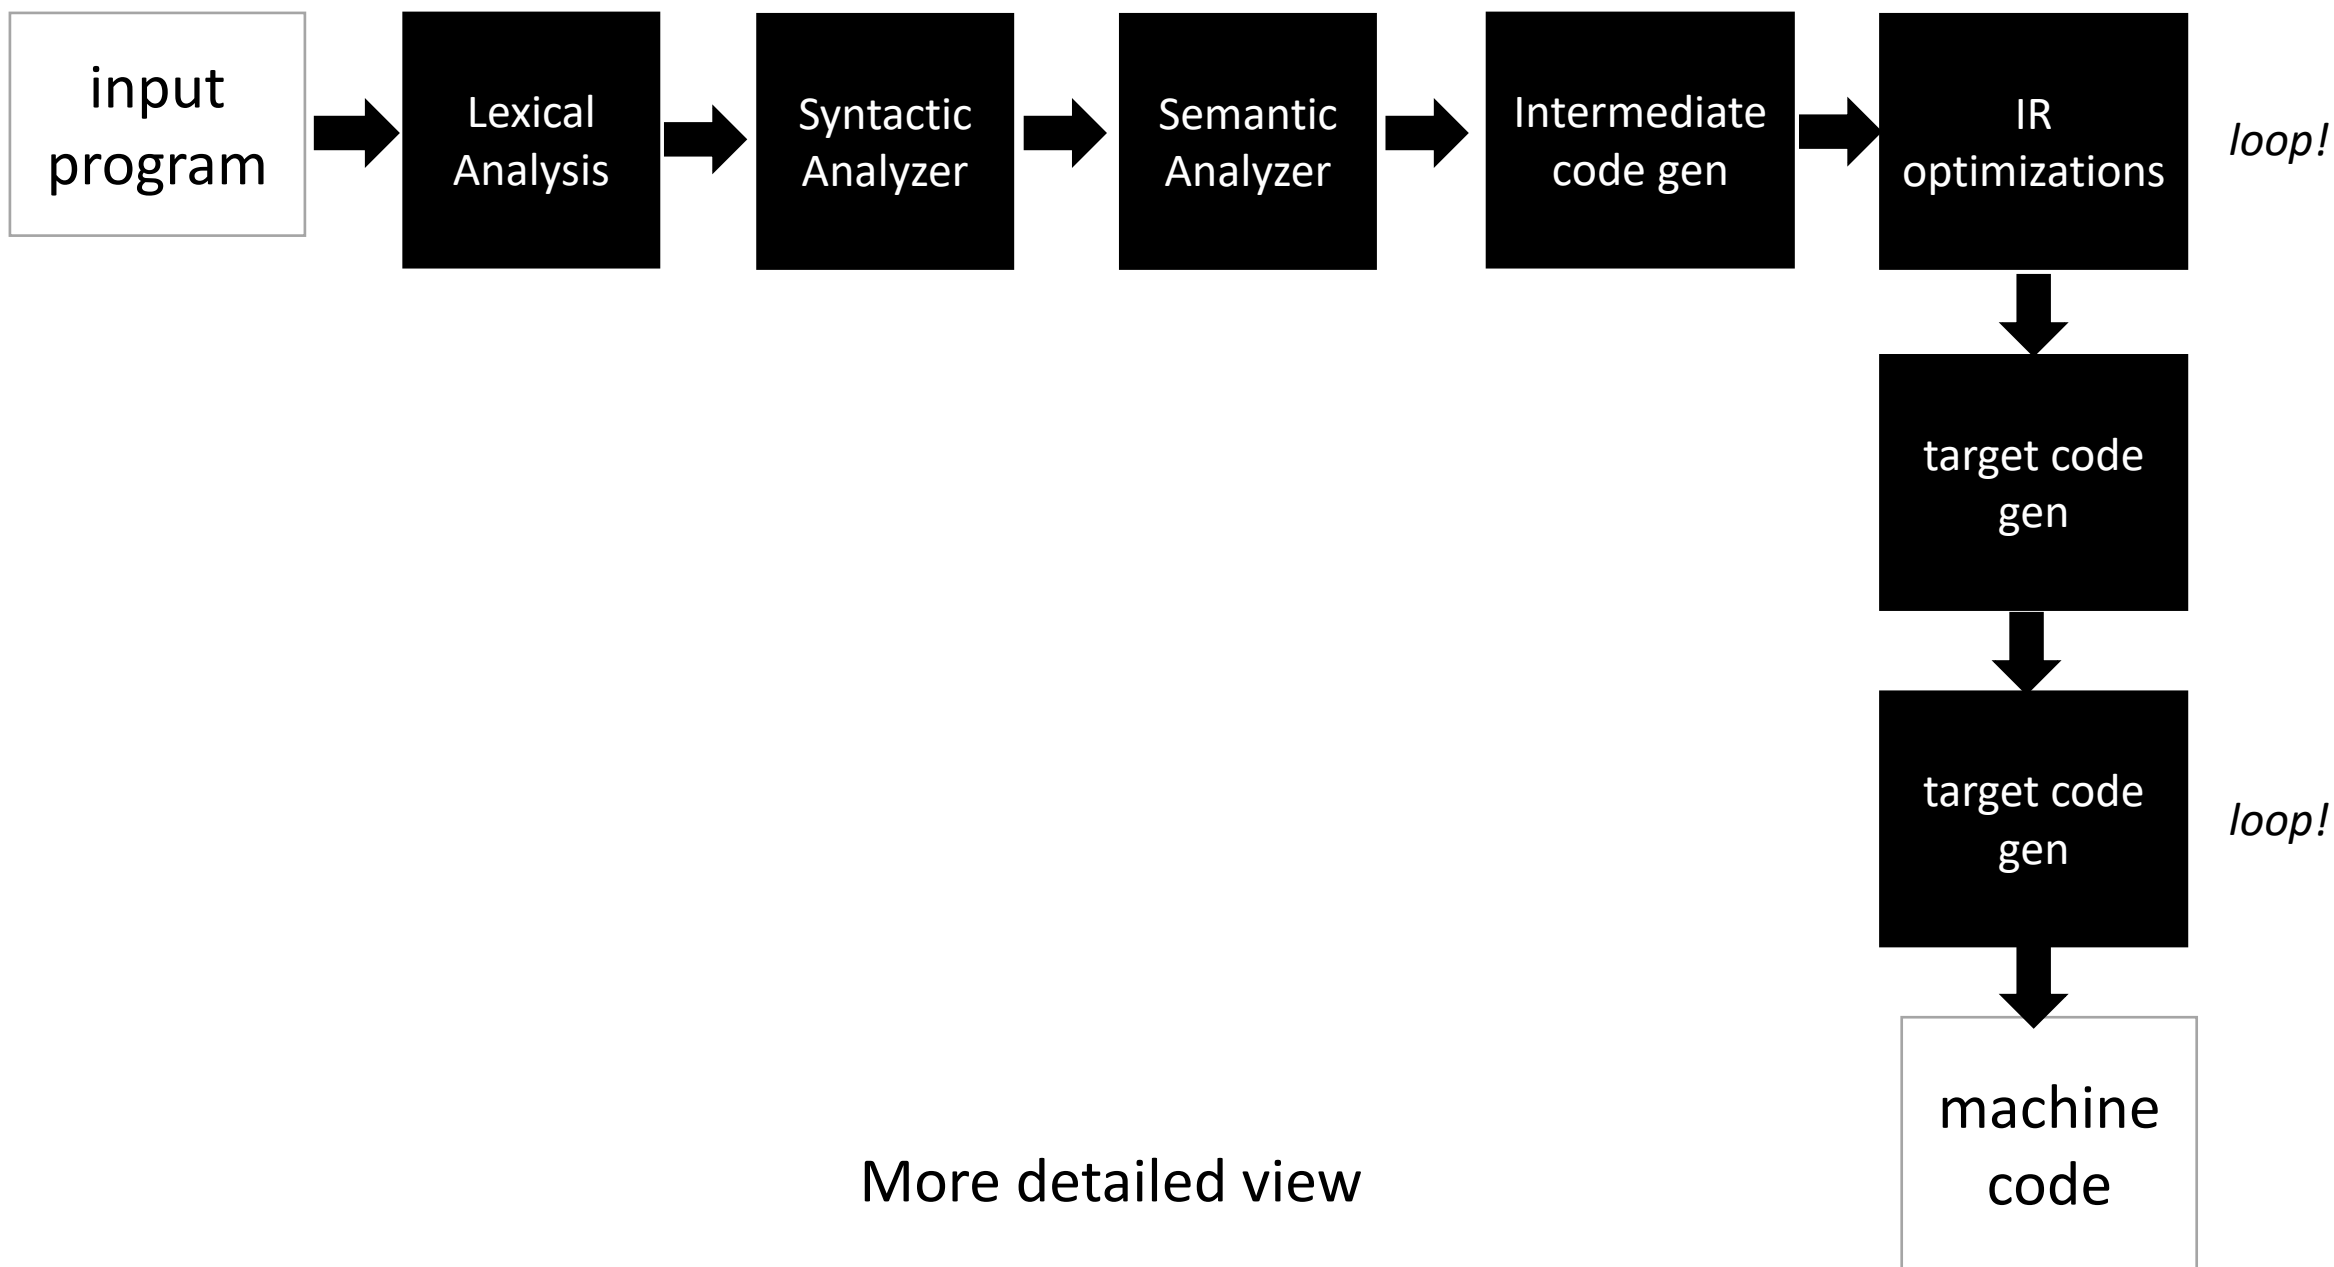 input
program
Lexical
Analysis
Syntactic
Analyzer
Semantic
Analyzer
Intermediate
code gen
IR
optimizations
loop!
target code
gen
target code
gen
loop!
machine
code
More detailed view